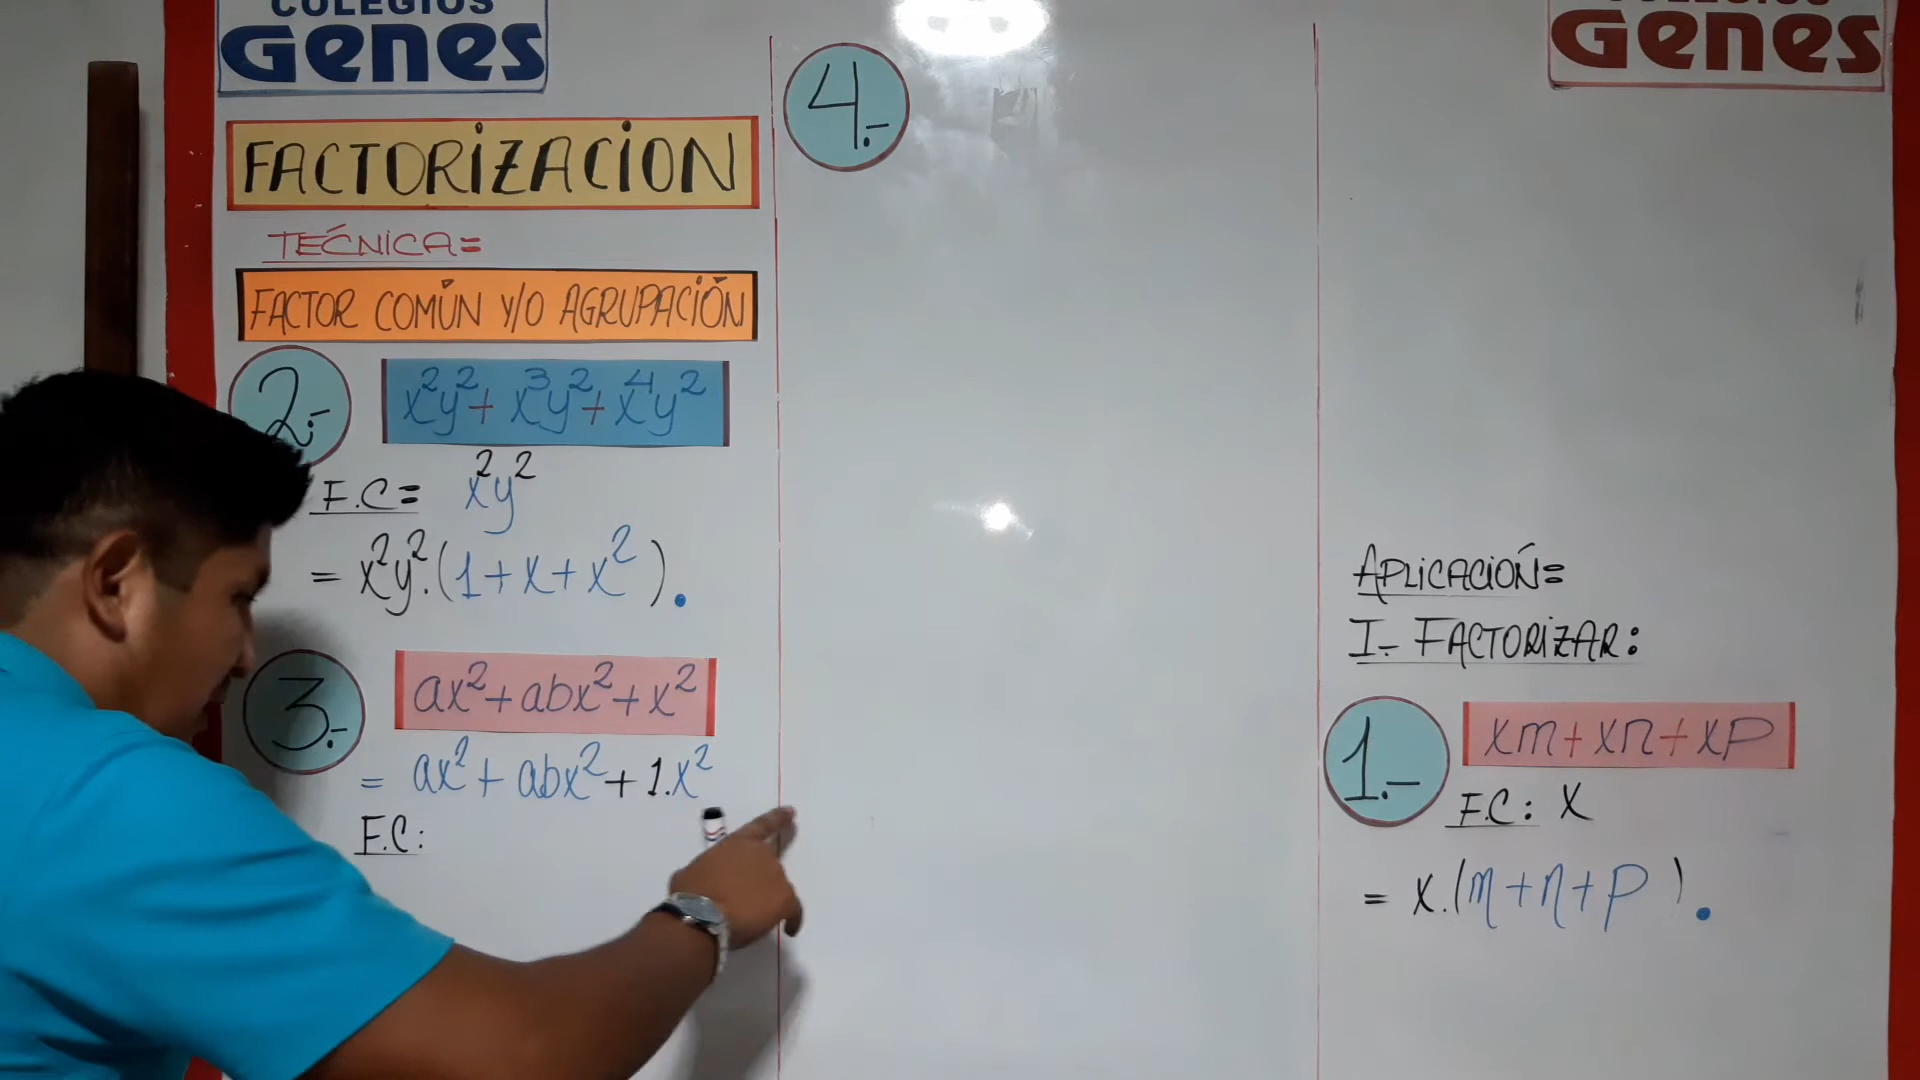 COLEGIOS
GENES
FACTORIZACION
TÉCNICA=
FACTOR COMÚN Y/O AGRUPACIÓN
2.- x²y²+x³y²+x⁴y²
F.C= x²y²
= x²y².(1+x+x²).
3.- ax²+abx²+x²
= ax²+abx²+1.x²
F.C:
4.-
COLEGIOS
GENES
APLICACIÓN=
I.- FACTORIZAR:
1.- xm+xn+xp
F.C: x
= x.(m+n+p).